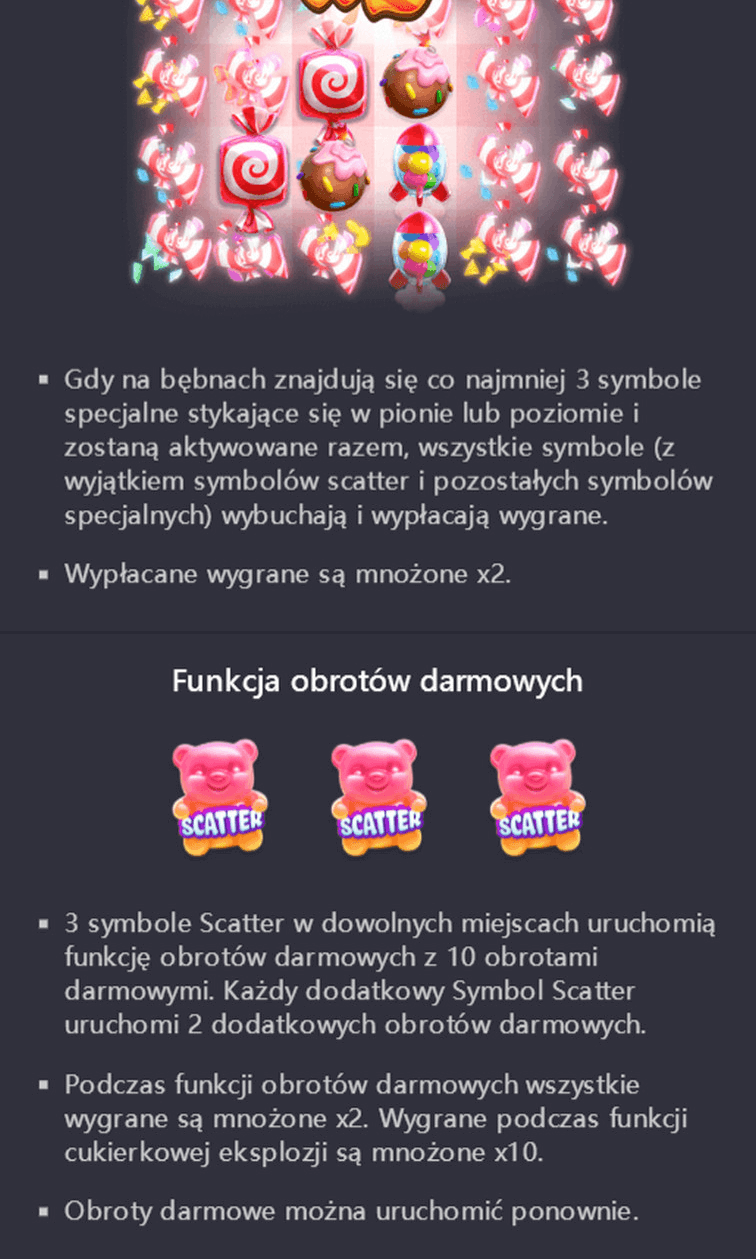 ▪ Gdy na bębnach znajdują się co najmniej 3 symbole
specjalne stykające się w pionie lub poziomie i
zostaną aktywowane razem, wszystkie symbole (z
wyjątkiem symbolów scatter i pozostałych symbolów
specjalnych) wybuchają i wypłacają wygrane.
▪ Wypłacane wygrane są mnożone x2.
Funkcja obrotów darmowych
SCATTER SCATTER SCATTER
▪ 3 symbole Scatter w dowolnych miejscach uruchomią
funkcję obrotów darmowych z 10 obrotami
darmowymi. Każdy dodatkowy Symbol Scatter
uruchomi 2 dodatkowych obrotów darmowych.
▪ Podczas funkcji obrotów darmowych wszystkie
wygrane są mnożone x2. Wygrane podczas funkcji
cukierkowej eksplozji są mnożone x10.
▪ Obroty darmowe można uruchomić ponownie.